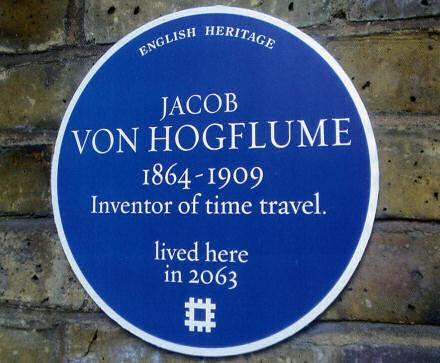 ENGLISH HERITAGE
JACOB
VON HOGFLUME
1864-1909
Inventor of time travel.
lived here
in 2063